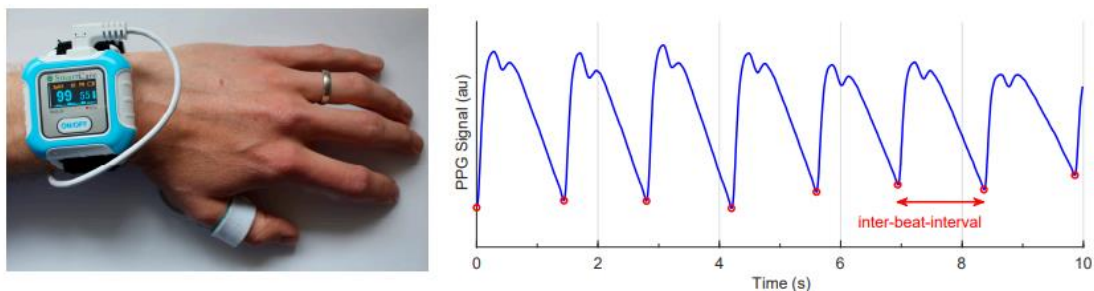 SmartCare
99 55
ON/OFF
PPG Signal (au)
inter-beat-interval
0 2 4 6 8 10
Time (s)